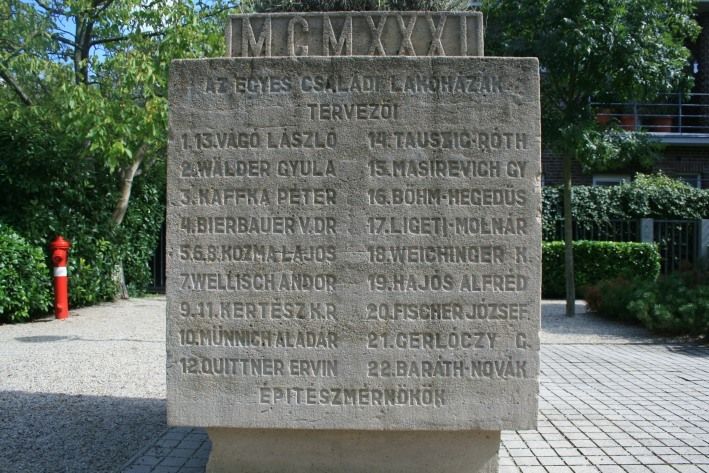 MCMXXXI
AZ EGYES CSALÁDI LAKÓHÁZAK
TERVEZŐI
1.13.VÁGÓ LÁSZLÓ
2.WÄLDER GYULA
3.KAFFKA PÉTER
4.BIERBAUER V.DR
5.6.8.KOZMA LAJOS
7.WELLISCH ANDOR
9.11.KERTÉSZ K.R
10.MÜNNICH ALADÁR
12.QUITTNER ERVIN
14.TAUSZIG-RÓTH
15.MASIREVICH GY
16.BÖHM-HEGEDŰS
17.LIGETI-MOLNÁR
18.WEICHINGER K.
19.HAJÓS ALFRÉD
20.FISCHER JÓZSEF
21.GERLÓCZY G.
22.BARÁTH-NOVÁK
ÉPITÉSZMÉRNÖKÖK